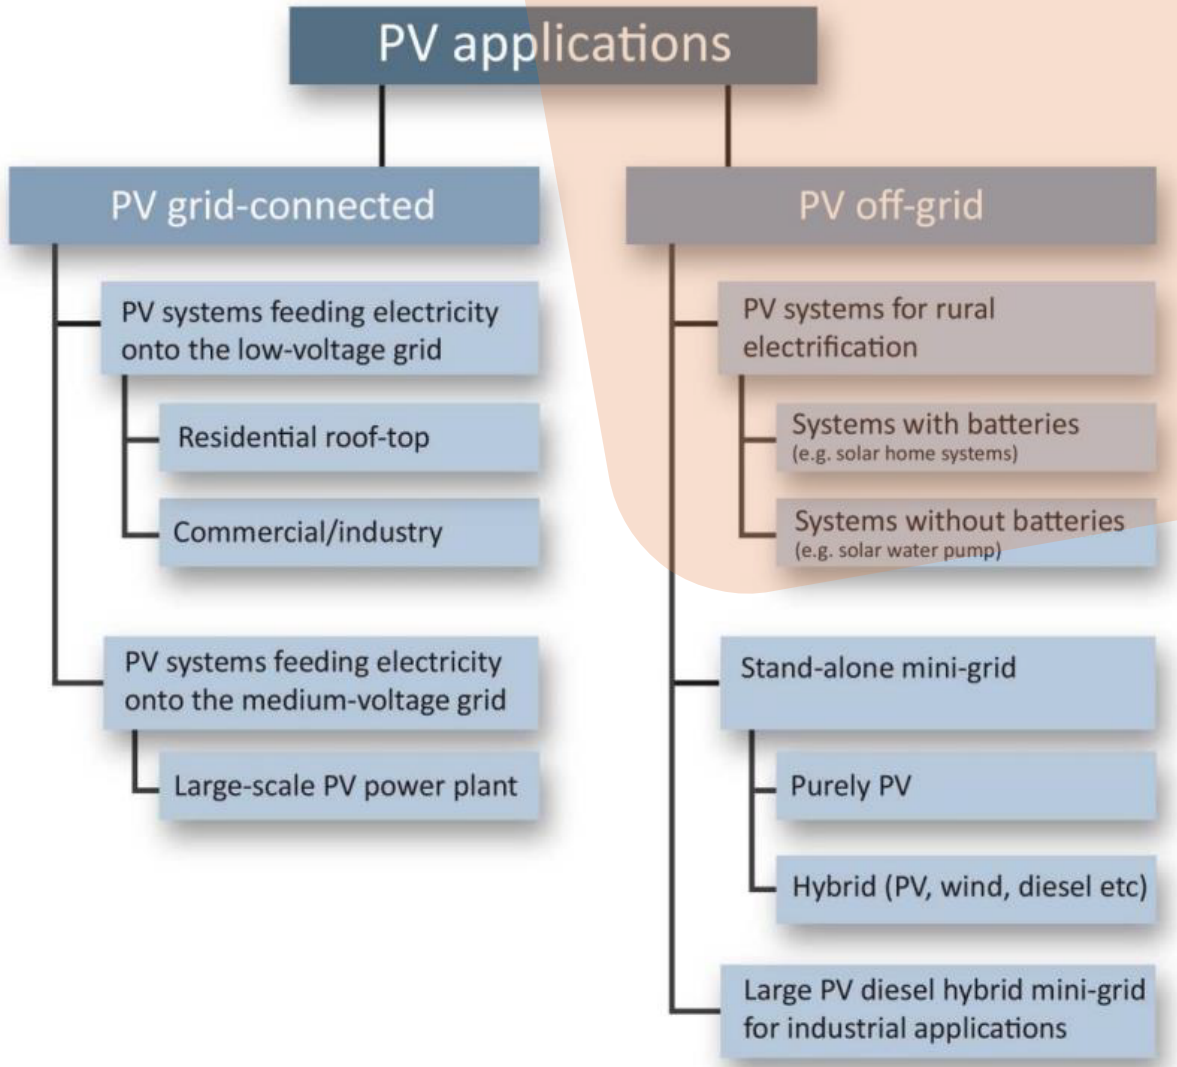 PV applications
PV grid-connected
PV systems feeding electricity
onto the low-voltage grid
Residential roof-top
Commercial/industry
PV systems feeding electricity
onto the medium-voltage grid
Large-scale PV power plant
PV off-grid
PV systems for rural
electrification
Systems with batteries
(e.g. solar home systems)
Systems without batteries
(e.g. solar water pump)
Stand-alone mini-grid
Purely PV
Hybrid (PV, wind, diesel etc)
Large PV diesel hybrid mini-grid
for industrial applications